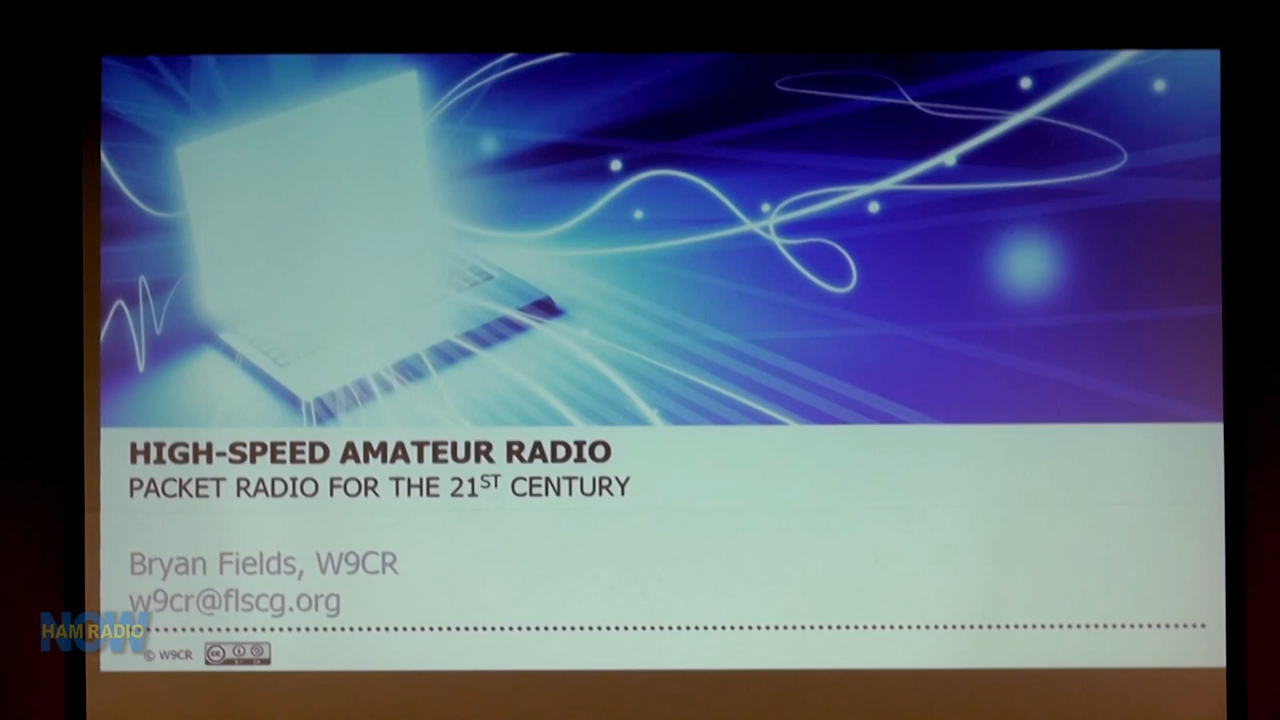 HIGH-SPEED AMATEUR RADIO
PACKET RADIO FOR THE 21ST CENTURY
Bryan Fields, W9CR
w9cr@flscg.org
HAM RADIO
NOW
© W9CR
cc